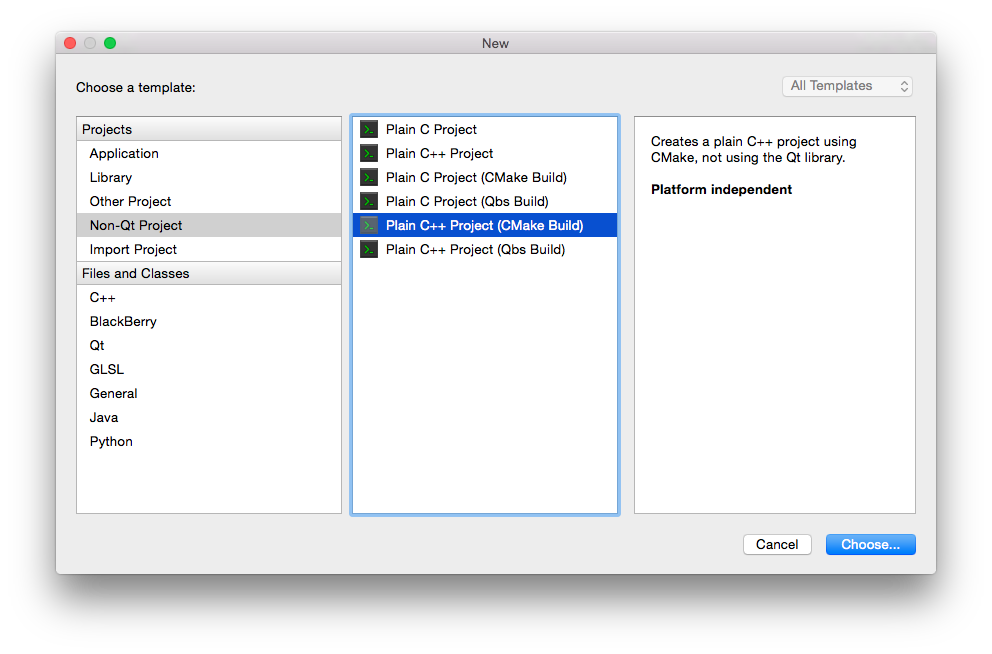 New
Choose a template:
All Templates
Projects
Application
Library
Other Project
Non-Qt Project
Import Project
Files and Classes
C++
BlackBerry
Qt
GLSL
General
Java
Python
Plain C Project
Plain C++ Project
Plain C Project (CMake Build)
Plain C Project (Qbs Build)
Plain C++ Project (CMake Build)
Plain C++ Project (Qbs Build)
Creates a plain C++ project using
CMake, not using the Qt library.
Platform independent
Cancel
Choose...